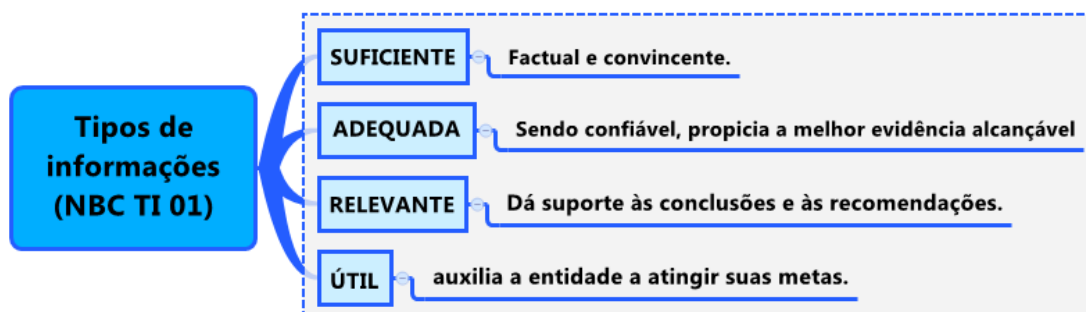 Tipos de
informações
(NBC TI 01)
SUFICIENTE
Factual e convincente.
ADEQUADA
Sendo confiável, propicia a melhor evidência alcançável
RELEVANTE
Dá suporte às conclusões e às recomendações.
ÚTIL
auxilia a entidade a atingir suas metas.